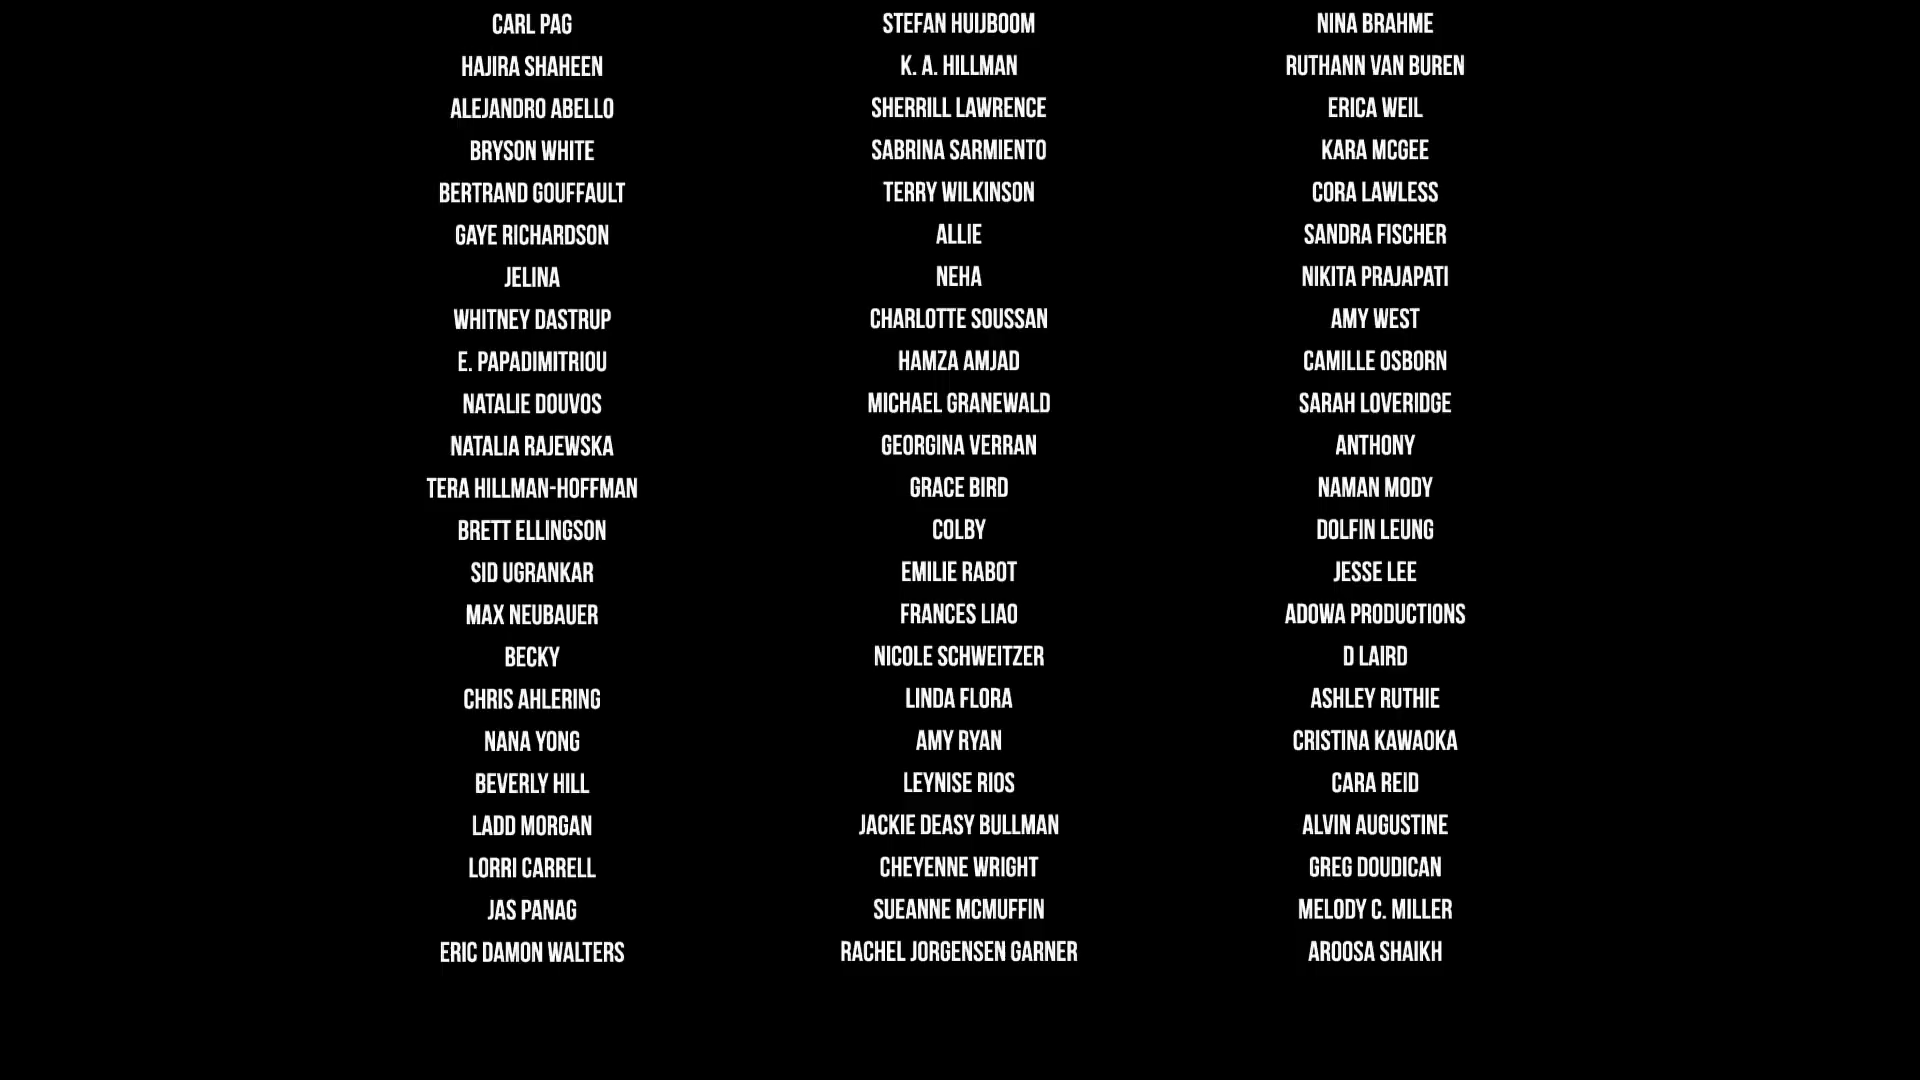 CARL PAG
HAJIRA SHAHEEN
ALEJANDRO ABELLO
BRYSON WHITE
BERTRAND GOUFFAULT
GAYE RICHARDSON
JELINA
WHITNEY DASTRUP
E. PAPADIMITRIOU
NATALIE DOUVOS
NATALIA RAJEWSKA
TERA HILLMAN-HOFFMAN
BRETT ELLINGSON
SID UGRANKAR
MAX NEUBAUER
BECKY
CHRIS AHLERING
NANA YONG
BEVERLY HILL
LADD MORGAN
LORRI CARRELL
JAS PANAG
ERIC DAMON WALTERS
STEFAN HUIJBOOM
K. A. HILLMAN
SHERRILL LAWRENCE
SABRINA SARMIENTO
TERRY WILKINSON
ALLIE
NEHA
CHARLOTTE SOUSSAN
HAMZA AMJAD
MICHAEL GRANEWALD
GEORGINA VERRAN
GRACE BIRD
COLBY
EMILIE RABOT
FRANCES LIAO
NICOLE SCHWEITZER
LINDA FLORA
AMY RYAN
LEYNISE RIOS
JACKIE DEASY BULLMAN
CHEYENNE WRIGHT
SUEANNE MCMUFFIN
RACHEL JORGENSEN GARNER
NINA BRAHME
RUTHANN VAN BUREN
ERICA WEIL
KARA MCGEE
CORA LAWLESS
SANDRA FISCHER
NIKITA PRAJAPATI
AMY WEST
CAMILLE OSBORN
SARAH LOVERIDGE
ANTHONY
NAMAN MODY
DOLFIN LEUNG
JESSE LEE
ADOWA PRODUCTIONS
D LAIRD
ASHLEY RUTHIE
CRISTINA KAWAOKA
CARA REID
ALVIN AUGUSTINE
GREG DOUDICAN
MELODY C. MILLER
AROOSA SHAIKH